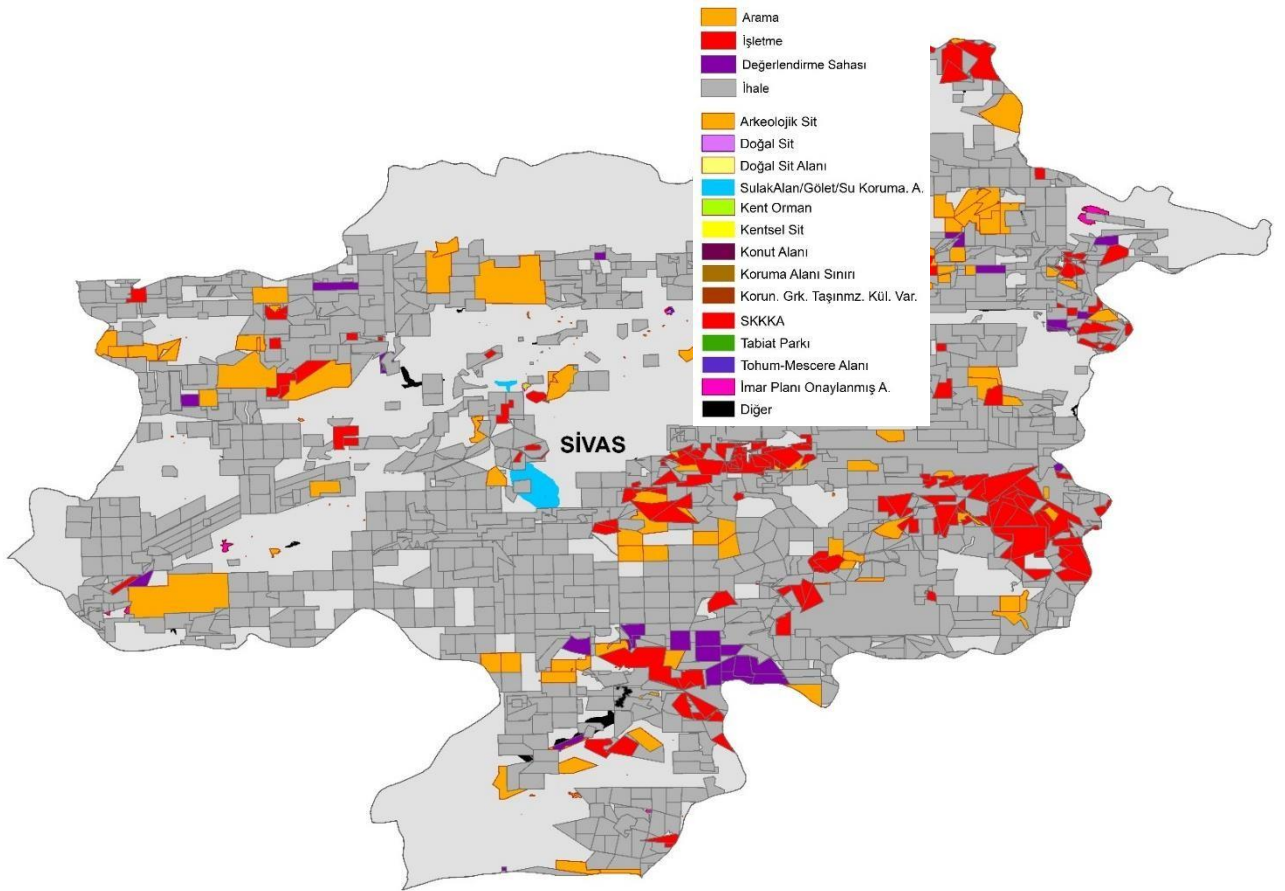 Arama
İşletme
Değerlendirme Sahası
İhale
Arkeolojik Sit
Doğal Sit
Doğal Sit Alanı
SulakAlan/Gölet/Su Koruma. A.
Kent Orman
Kentsel Sit
Konut Alanı
Koruma Alanı Sınırı
Korun. Grk. Taşınmz. Kül. Var.
SKKKA
Tabiat Parkı
Tohum-Mescere Alanı
İmar Planı Onaylanmış A.
Diğer
SİVAS